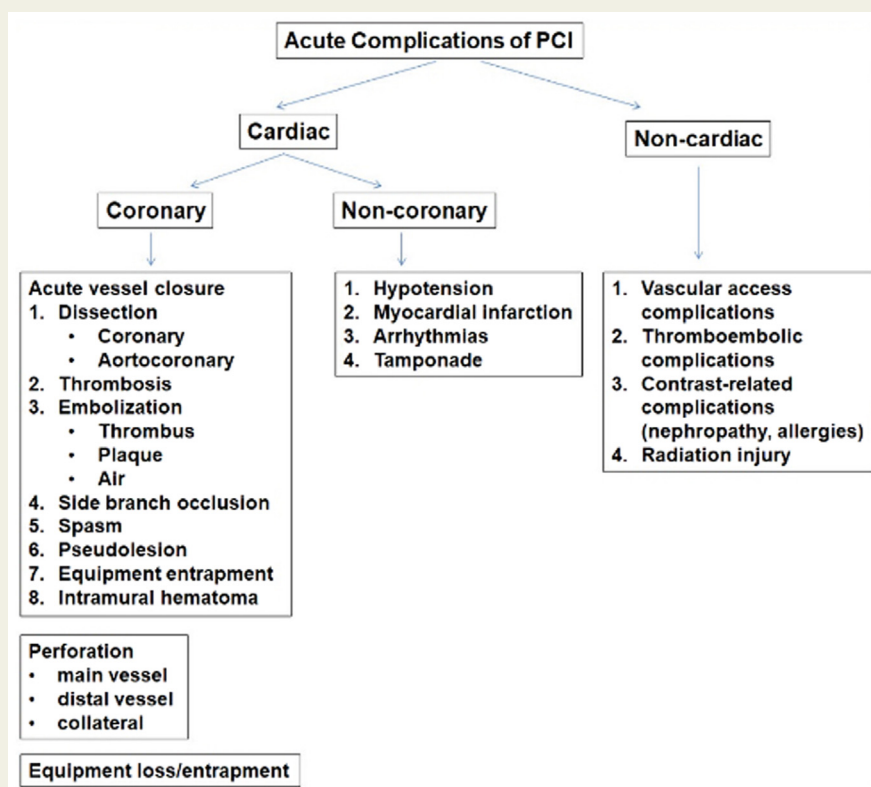 Acute Complications of PCI
Cardiac
Non-cardiac
Coronary
Non-coronary
Acute vessel closure
1. Dissection
• Coronary
• Aortocoronary
2. Thrombosis
3. Embolization
• Thrombus
• Plaque
• Air
4. Side branch occlusion
5. Spasm
6. Pseudolesion
7. Equipment entrapment
8. Intramural hematoma
1. Hypotension
2. Myocardial infarction
3. Arrhythmias
4. Tamponade
1. Vascular access
complications
2. Thromboembolic
complications
3. Contrast-related
complications
(nephropathy, allergies)
4. Radiation injury
Perforation
• main vessel
• distal vessel
• collateral
Equipment loss/entrapment